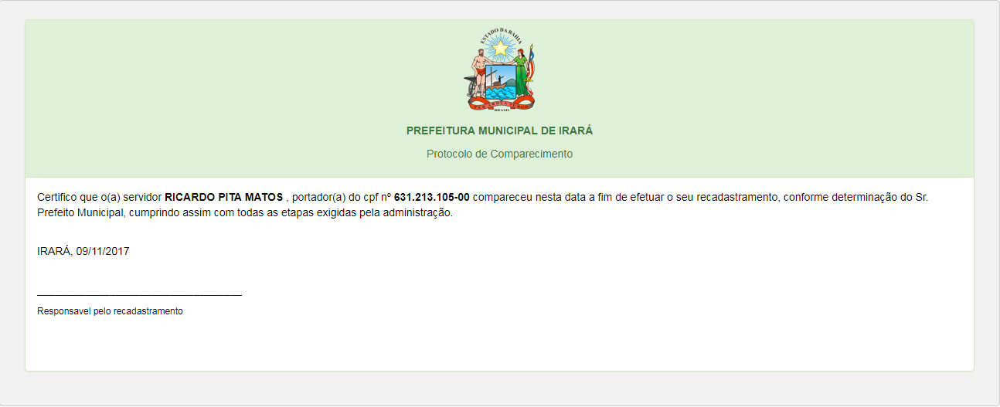 ESTADO DA BAHIA
PER ARDUA SURGO
BRASIL
PREFEITURA MUNICIPAL DE IRARÁ
Protocolo de Comparecimento
Certifico que o(a) servidor RICARDO PITA MATOS , portador(a) do cpf nº 631.213.105-00 compareceu nesta data a fim de efetuar o seu recadastramento, conforme determinação do Sr.
Prefeito Municipal, cumprindo assim com todas as etapas exigidas pela administração.
IRARÁ, 09/11/2017
Responsavel pelo recadastramento